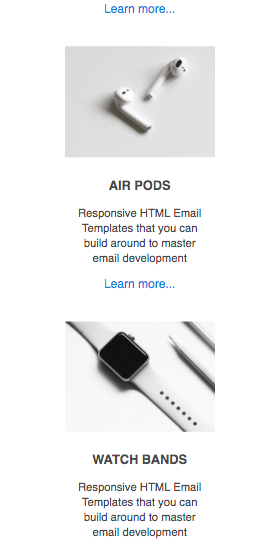 Learn more...
AIR PODS
Responsive HTML Email
Templates that you can
build around to master
email development
Learn more...
WATCH BANDS
Responsive HTML Email
Templates that you can
build around to master
email development